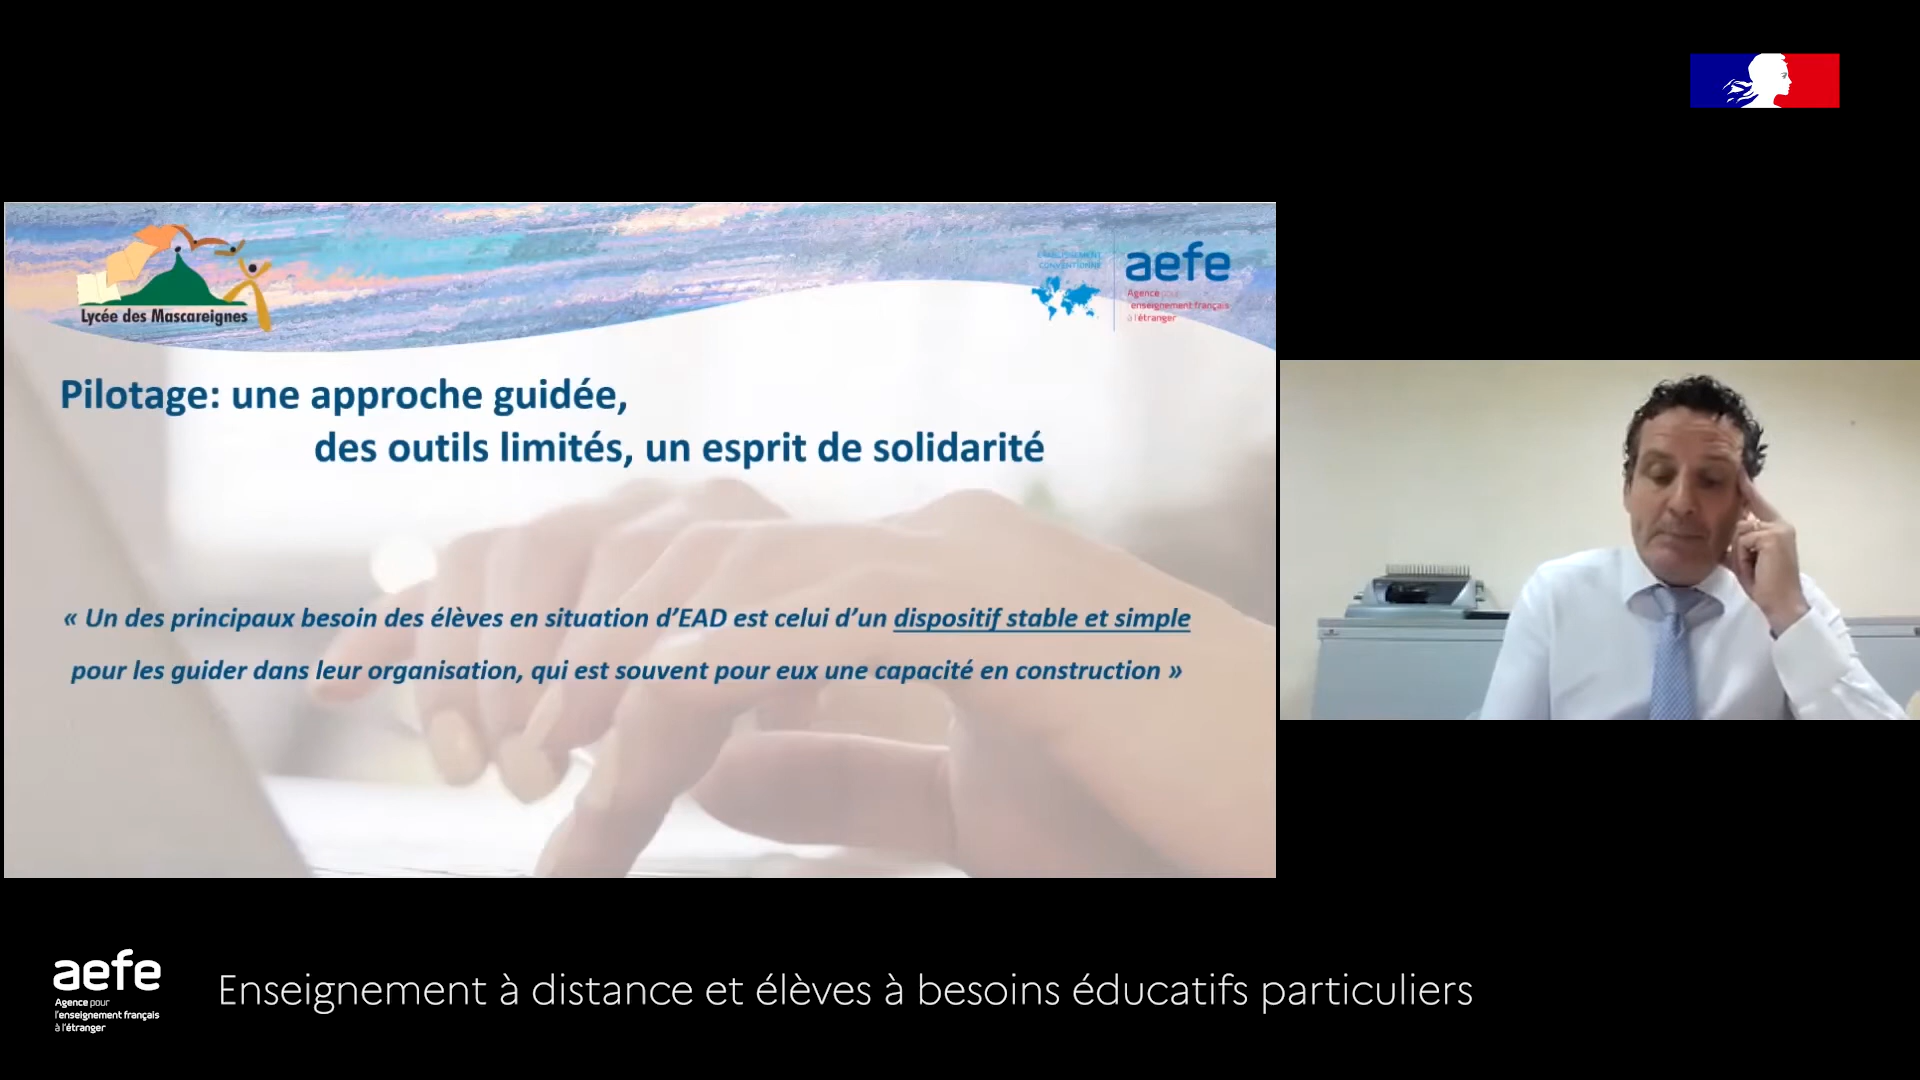 Lycée des Mascareignes
ÉTABLISSEMENT
CONVENTIONNÉ
aefe
Agence pour
l'enseignement français
à l'étranger
Pilotage: une approche guidée,
des outils limités, un esprit de solidarité
« Un des principaux besoin des élèves en situation d’EAD est celui d’un dispositif stable et simple
pour les guider dans leur organisation, qui est souvent pour eux une capacité en construction »
aefe
Agence pour
l'enseignement français
à l'étranger
Enseignement à distance et élèves à besoins éducatifs particuliers